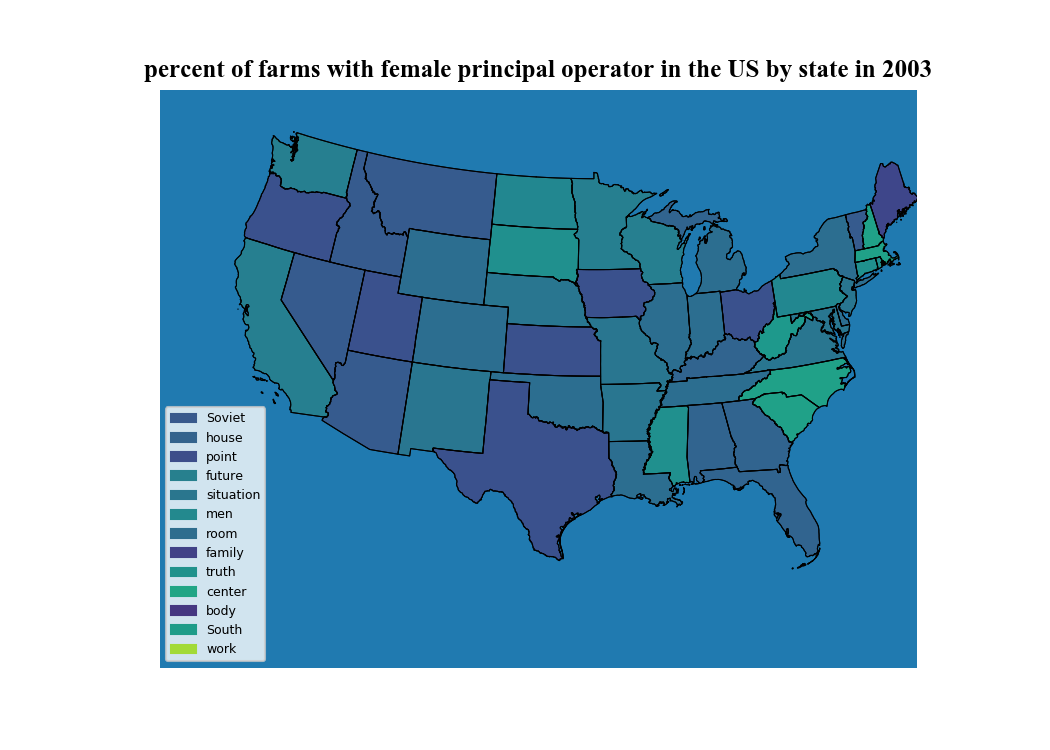 percent of farms with female principal operator in the US by state in 2003
Soviet
house
point
future
situation
men
room
family
truth
center
body
South
work